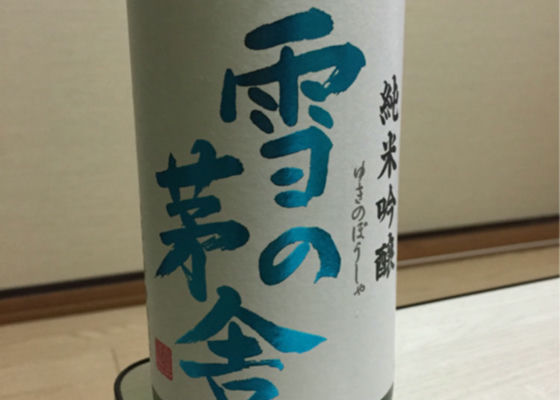 純米吟醸
ゆきのぼうしゃ
雪の
茅舎